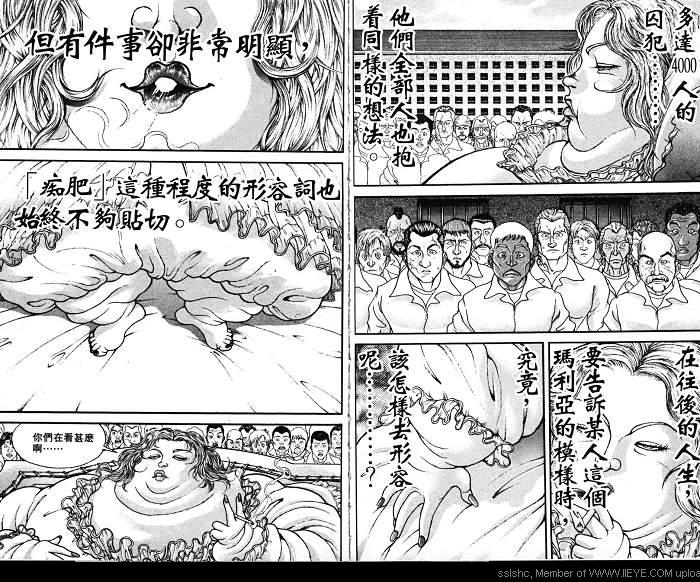 多達
4000
人的
囚犯………
他們全部人也抱
着同樣的想法
在往後的人生，
要告訴某人這個
瑪利亞的模樣時，
究竟，
該怎樣去形容
呢………？
但有件事卻非常明顯，
「痴肥」這種程度的形容詞也
始終不夠貼切。
你們在看甚麼
啊……
sslshc, Member of WWW.IIEYE.COM uploa